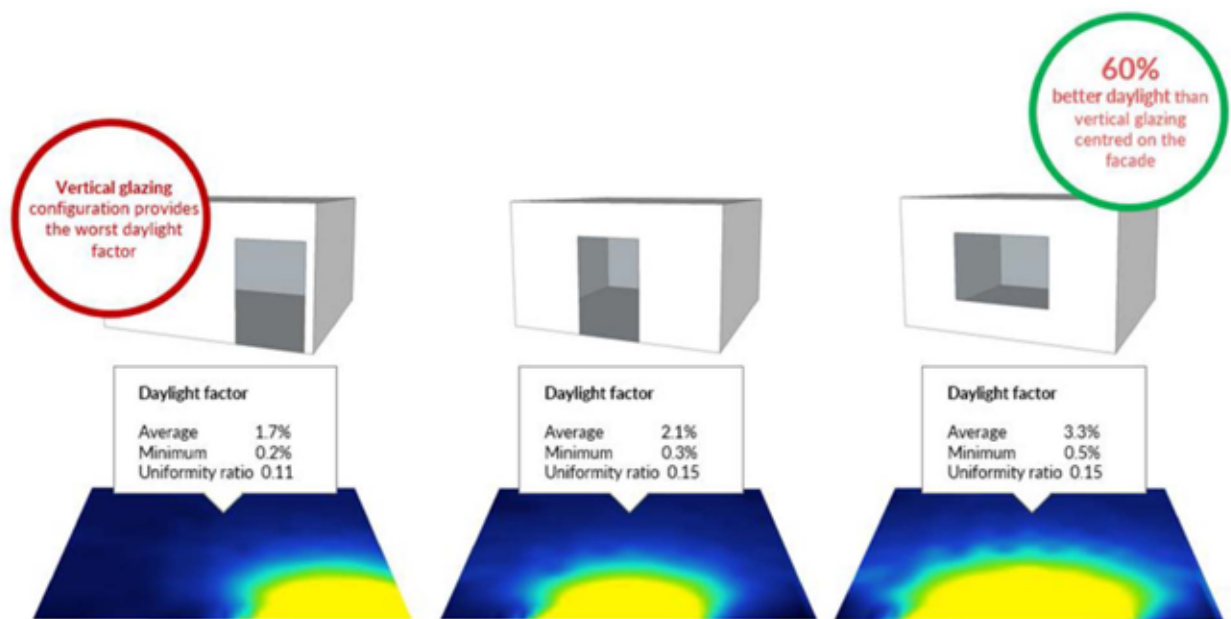 60%
better daylight than
vertical glazing
centred on the
facade
Vertical glazing
configuration provides
the worst daylight
factor
Daylight factor
Average 1.7%
Minimum 0.2%
Uniformity ratio 0.11
Daylight factor
Average 2.1%
Minimum 0.3%
Uniformity ratio 0.15
Daylight factor
Average 3.3%
Minimum 0.5%
Uniformity ratio 0.15